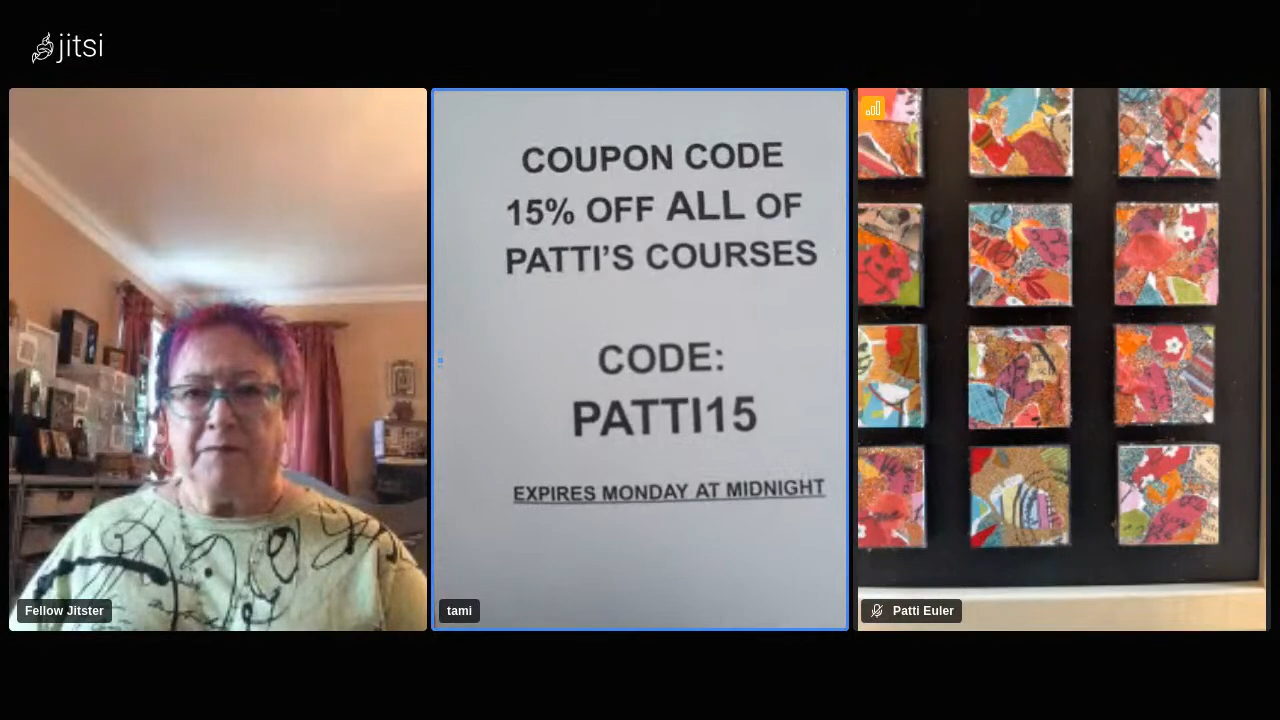 jitsi
COUPON CODE
15% OFF ALL OF
PATTI'S COURSES
CODE:
PATTI15
EXPIRES MONDAY AT MIDNIGHT
Fellow Jitster
tami
Patti Euler